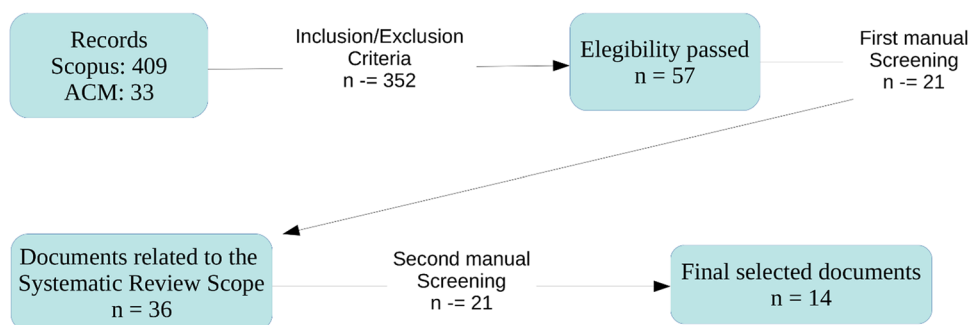 Records
Scopus: 409
ACM: 33
Inclusion/Exclusion
Criteria
n -= 352
Elegibility passed
n = 57
First manual
Screening
n -= 21
Documents related to the
Systematic Review Scope
n = 36
Second manual
Screening
n -= 21
Final selected documents
n = 14